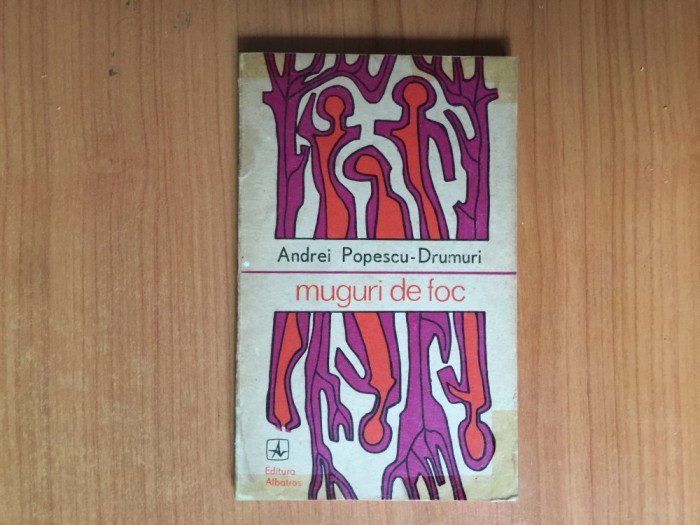 Andrei Popescu-Drumuri
muguri de foc
Editura
Albatros